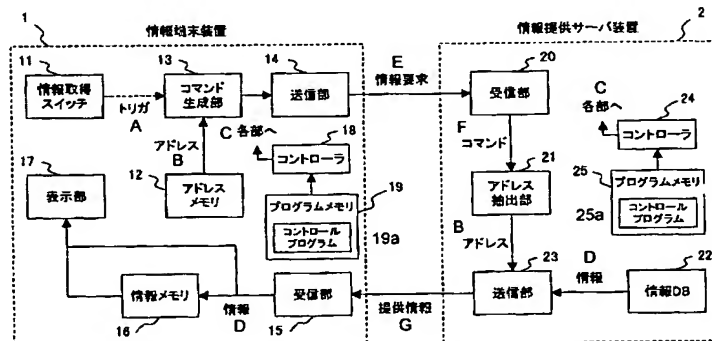 1
情報端末装置
情報提供サーバ装置
2
11
情報取得
スイッチ
トリガ
A
13
コマンド
生成部
14
送信部
E
情報要求
20
受信部
C
各部へ
24
コントローラ
F
コマンド
アドレス
B
C
各部へ
18
コントローラ
17
表示部
12
アドレス
メモリ
19
プログラムメモリ
コントロール
プログラム
19a
21
アドレス
抽出部
25
プログラムメモリ
25a
コントロール
プログラム
B
アドレス
情報メモリ
16
情報
D
受信部
15
提供情報
G
23
送信部
D
情報
22
情報DB